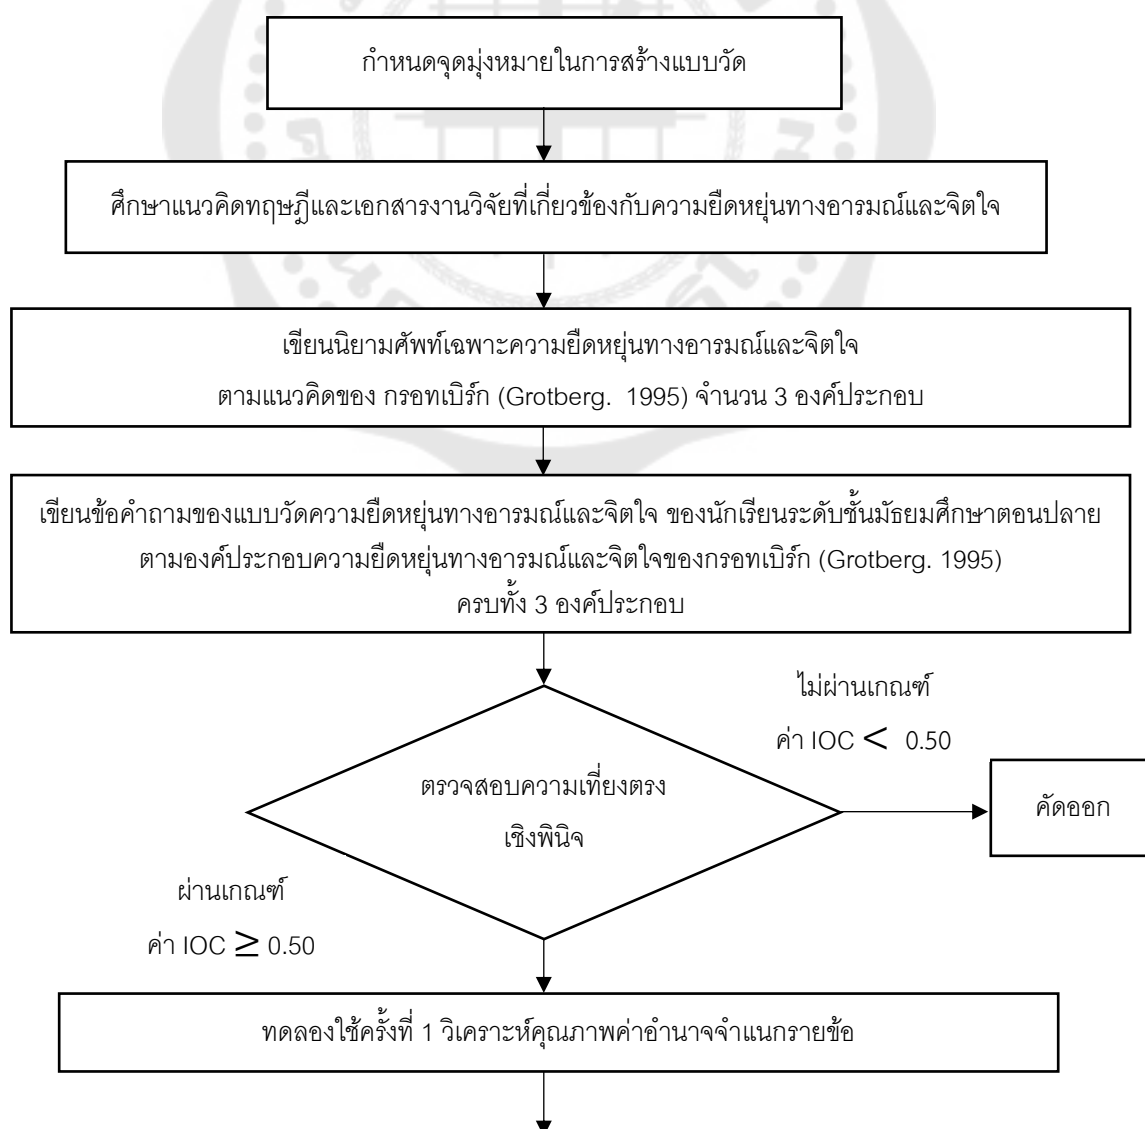 กำหนดจุดมุ่งหมายในการสร้างแบบวัด
ศึกษาแนวคิดทฤษฎีและเอกสารงานวิจัยที่เกี่ยวข้องกับความยืดหยุ่นทางอารมณ์และจิตใจ
เขียนนิยามศัพท์เฉพาะความยืดหยุ่นทางอารมณ์และจิตใจ
ตามแนวคิดของ กรอทเบิร์ก (Grotberg. 1995) จำนวน 3 องค์ประกอบ
เขียนข้อคำถามของแบบวัดความยืดหยุ่นทางอารมณ์และจิตใจ ของนักเรียนระดับชั้นมัธยมศึกษาตอนปลาย
ตามองค์ประกอบความยืดหยุ่นทางอารมณ์และจิตใจของกรอทเบิร์ก (Grotberg. 1995)
ครบทั้ง 3 องค์ประกอบ
ไม่ผ่านเกณฑ์
ค่า IOC < 0.50
ตรวจสอบความเที่ยงตรง
เชิงพินิจ
คัดออก
ผ่านเกณฑ์
ค่า IOC ≥ 0.50
ทดลองใช้ครั้งที่ 1 วิเคราะห์คุณภาพค่าอำนาจจำแนกรายข้อ